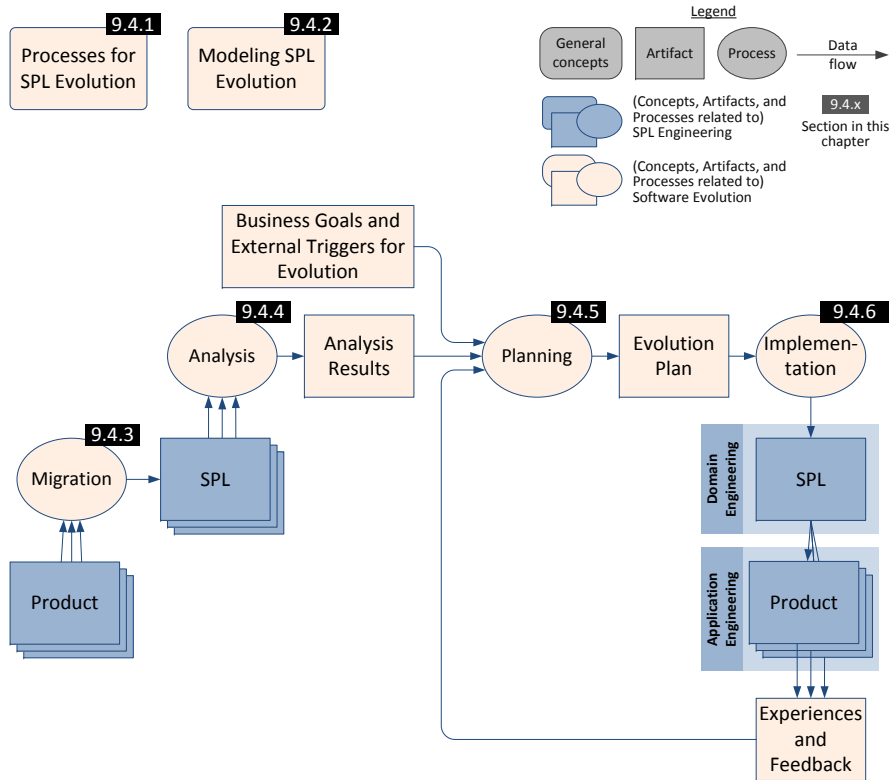 9.4.1
Processes for
SPL Evolution
9.4.2
Modeling SPL
Evolution
Legend
General
concepts
Artifact
Process
Data
flow
(Concepts, Artifacts, and
Processes related to)
SPL Engineering
9.4.x
Section in this
chapter
(Concepts, Artifacts, and
Processes related to)
Software Evolution
Business Goals and
External Triggers for
Evolution
9.4.4
Analysis
Analysis
Results
9.4.5
Planning
Evolution
Plan
9.4.6
Implemen-
tation
9.4.3
Migration
SPL
Domain
Engineering
SPL
Product
Application
Engineering
Product
Experiences
and
Feedback